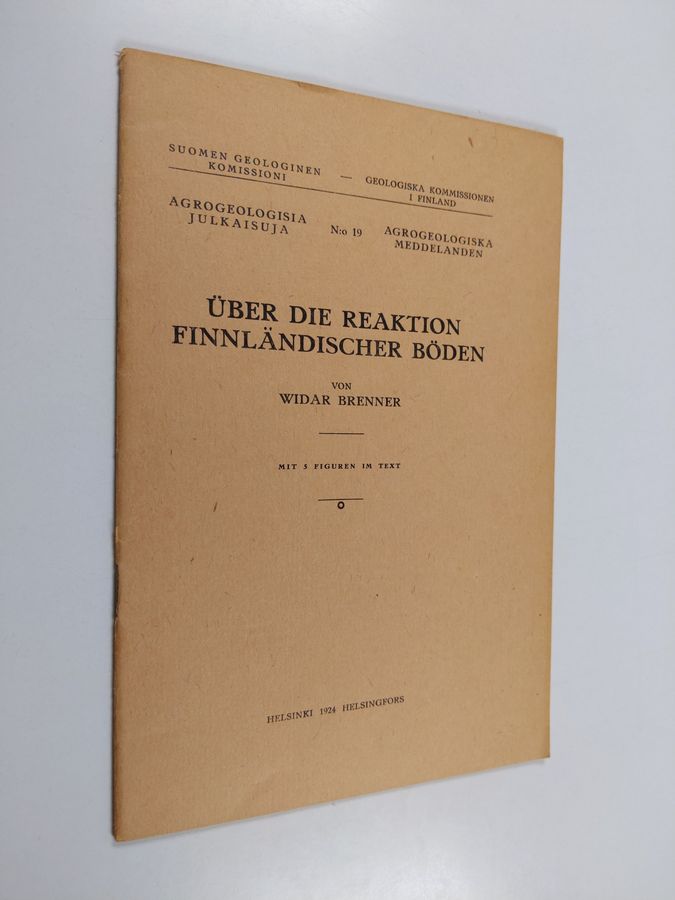 SUOMEN GEOLOGINEN
KOMISSIONI
—
GEOLOGISKA KOMMISSIONEN
I FINLAND
AGROGEOLOGISIA
JULKAISUJA
N:o 19
AGROGEOLOGISKA
MEDDELANDEN
ÜBER DIE REAKTION
FINNLÄNDISCHER BÖDEN
VON
WIDAR BRENNER
MIT 5 FIGUREN IM TEXT
HELSINKI 1924 HELSINGFORS